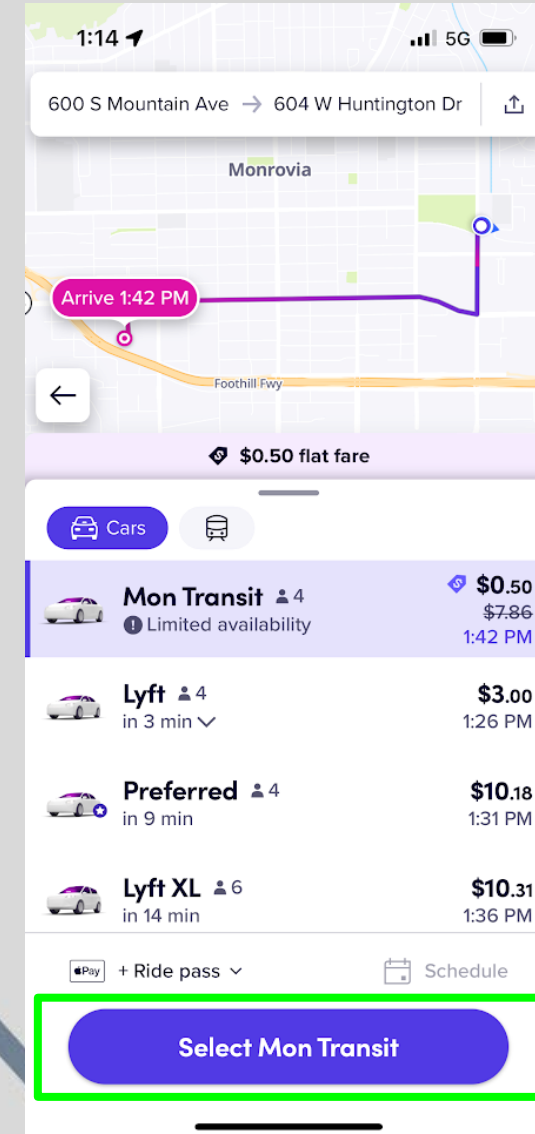 1:14
5G
600 S Mountain Ave → 604 W Huntington Dr
Monrovia
Arrive 1:42 PM
Foothill Fwy
$0.50 flat fare
Cars
Mon Transit 4
$0.50
Limited availability
$7.86
1:42 PM
Lyft 4
$3.00
in 3 min
1:26 PM
Preferred 4
$10.18
in 9 min
1:31 PM
Lyft XL 6
$10.31
in 14 min
1:36 PM
Pay + Ride pass
Schedule
Select Mon Transit